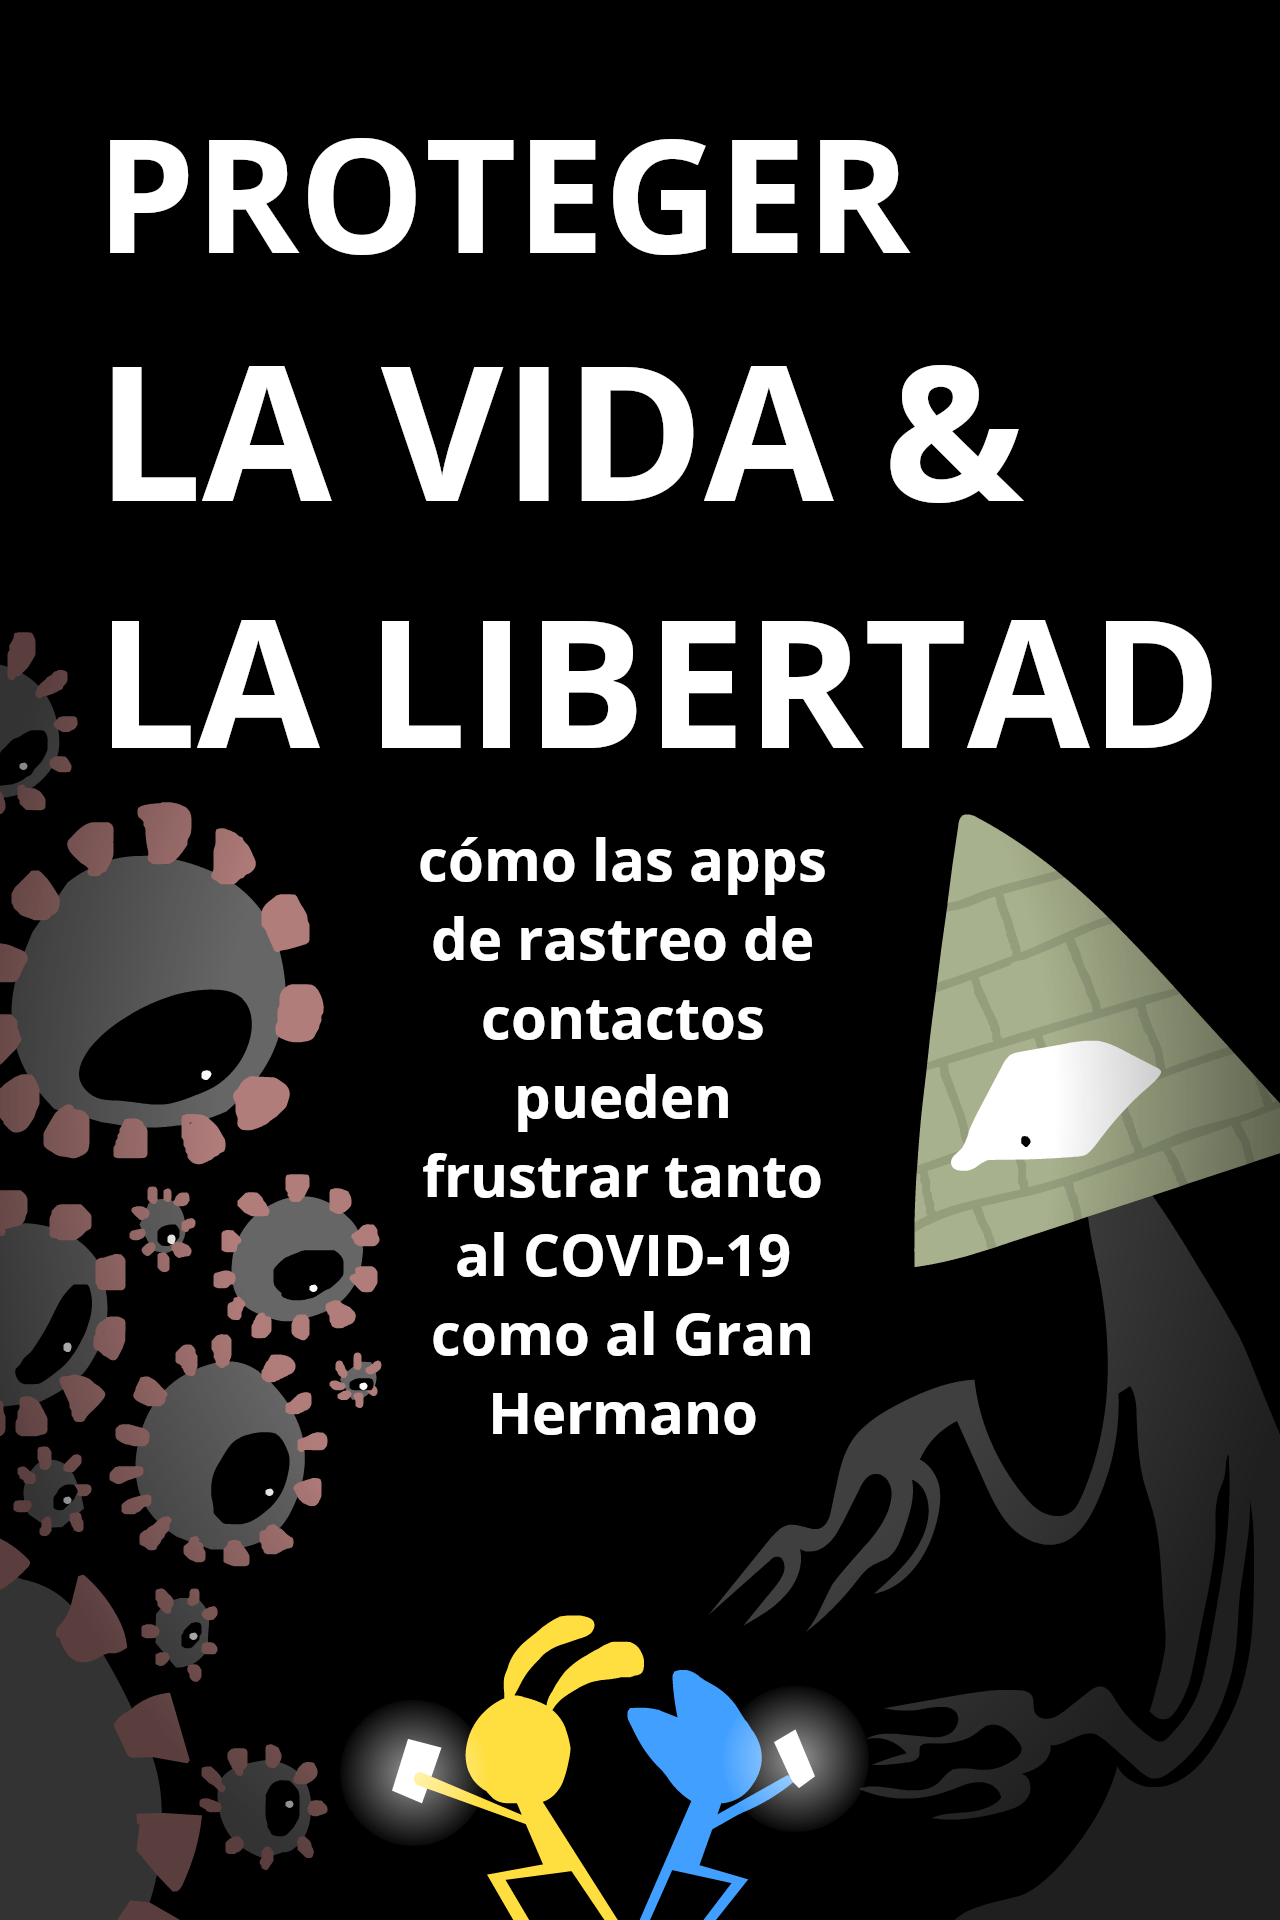 PROTEGER
LA VIDA &
LA LIBERTAD
cómo las apps
de rastreo de
contactos
pueden
frustrar tanto
al COVID-19
como al Gran
Hermano